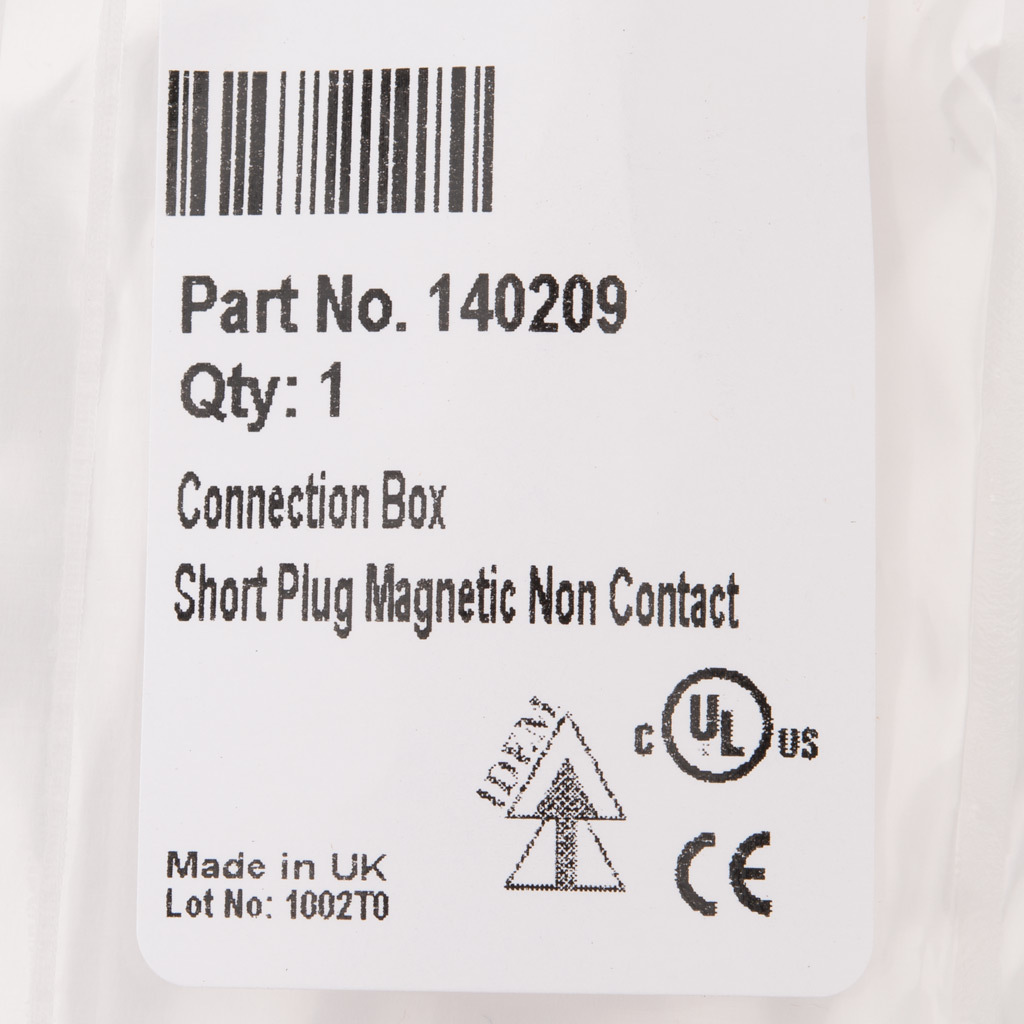 Part No. 140209
Qty: 1
Connection Box
Short Plug Magnetic Non Contact
IDEM
C UL US
CE
Made in UK
Lot No: 1002T0